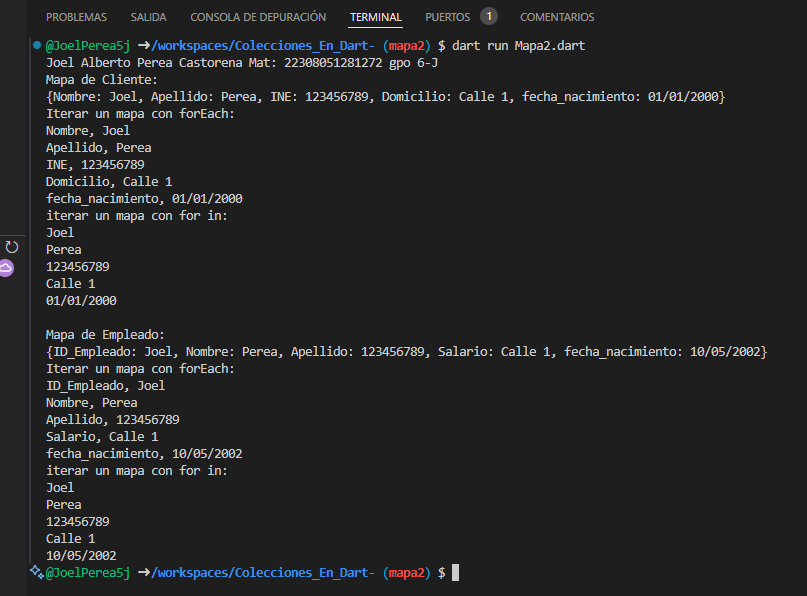 PROBLEMAS SALIDA CONSOLA DE DEPURACIÓN TERMINAL PUERTOS 1 COMENTARIOS
@JoelPerea5j ➜/workspaces/Colecciones_En_Dart- (mapa2) $ dart run Mapa2.dart
Joel Alberto Perea Castorena Mat: 22308051281272 gpo 6-J
Mapa de Cliente:
{Nombre: Joel, Apellido: Perea, INE: 123456789, Domicilio: Calle 1, fecha_nacimiento: 01/01/2000}
Iterar un mapa con forEach:
Nombre, Joel
Apellido, Perea
INE, 123456789
Domicilio, Calle 1
fecha_nacimiento, 01/01/2000
iterar un mapa con for in:
Joel
Perea
123456789
Calle 1
01/01/2000
Mapa de Empleado:
{ID_Empleado: Joel, Nombre: Perea, Apellido: 123456789, Salario: Calle 1, fecha_nacimiento: 10/05/2002}
Iterar un mapa con forEach:
ID_Empleado, Joel
Nombre, Perea
Apellido, 123456789
Salario, Calle 1
fecha_nacimiento, 10/05/2002
iterar un mapa con for in:
Joel
Perea
123456789
Calle 1
10/05/2002
@JoelPerea5j ➜/workspaces/Colecciones_En_Dart- (mapa2) $